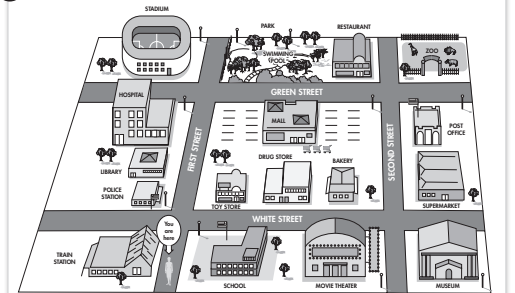 STADIUM
PARK
RESTAURANT
SWIMMING
POOL
ZOO
GREEN STREET
HOSPITAL
MALL
POST
OFFICE
FIRST STREET
SECOND STREET
LIBRARY
DRUG STORE
BAKERY
POLICE
STATION
TOY STORE
SUPERMARKET
WHITE STREET
You
are
here
TRAIN
STATION
SCHOOL
MOVIE THEATER
MUSEUM